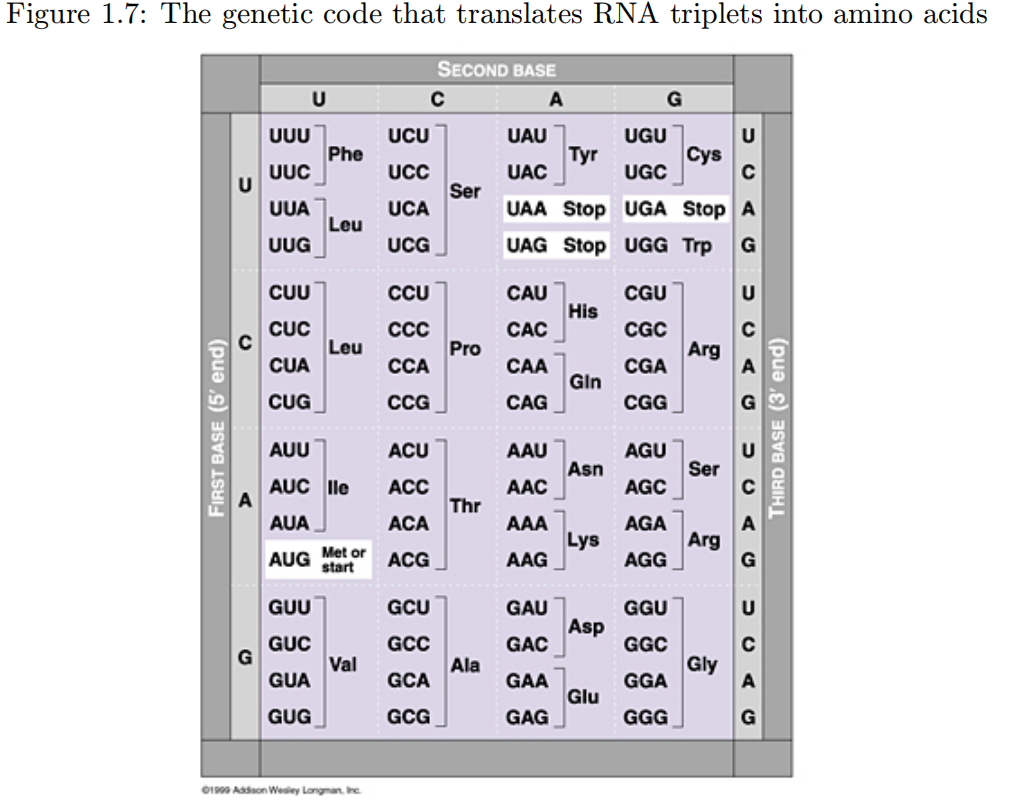 Figure 1.7: The genetic code that translates RNA triplets into amino acids
SECOND BASE
U C A G
FIRST BASE (5' end)
THIRD BASE (3' end)
U
UUU UCU UAU UGU U
Phe Tyr Cys
UUC UCC UAC UGC C
Ser
UUA UCA UAA Stop UGA Stop A
Leu
UUG UCG UAG Stop UGG Trp G
C
CUU CCU CAU CGU U
His
CUC CCC CAC CGC C
Leu Pro Arg
CUA CCA CAA CGA A
Gln
CUG CCG CAG CGG G
A
AUU ACU AAU AGU U
Asn Ser
AUC Ile ACC AAC AGC C
Thr
AUA ACA AAA AGA A
Lys Arg
AUG Met or start ACG AAG AGG G
G
GUU GCU GAU GGU U
Asp
GUC GCC GAC GGC C
Val Ala Gly
GUA GCA GAA GGA A
Glu
GUG GCG GAG GGG G
©1999 Addison Wesley Longman, Inc.